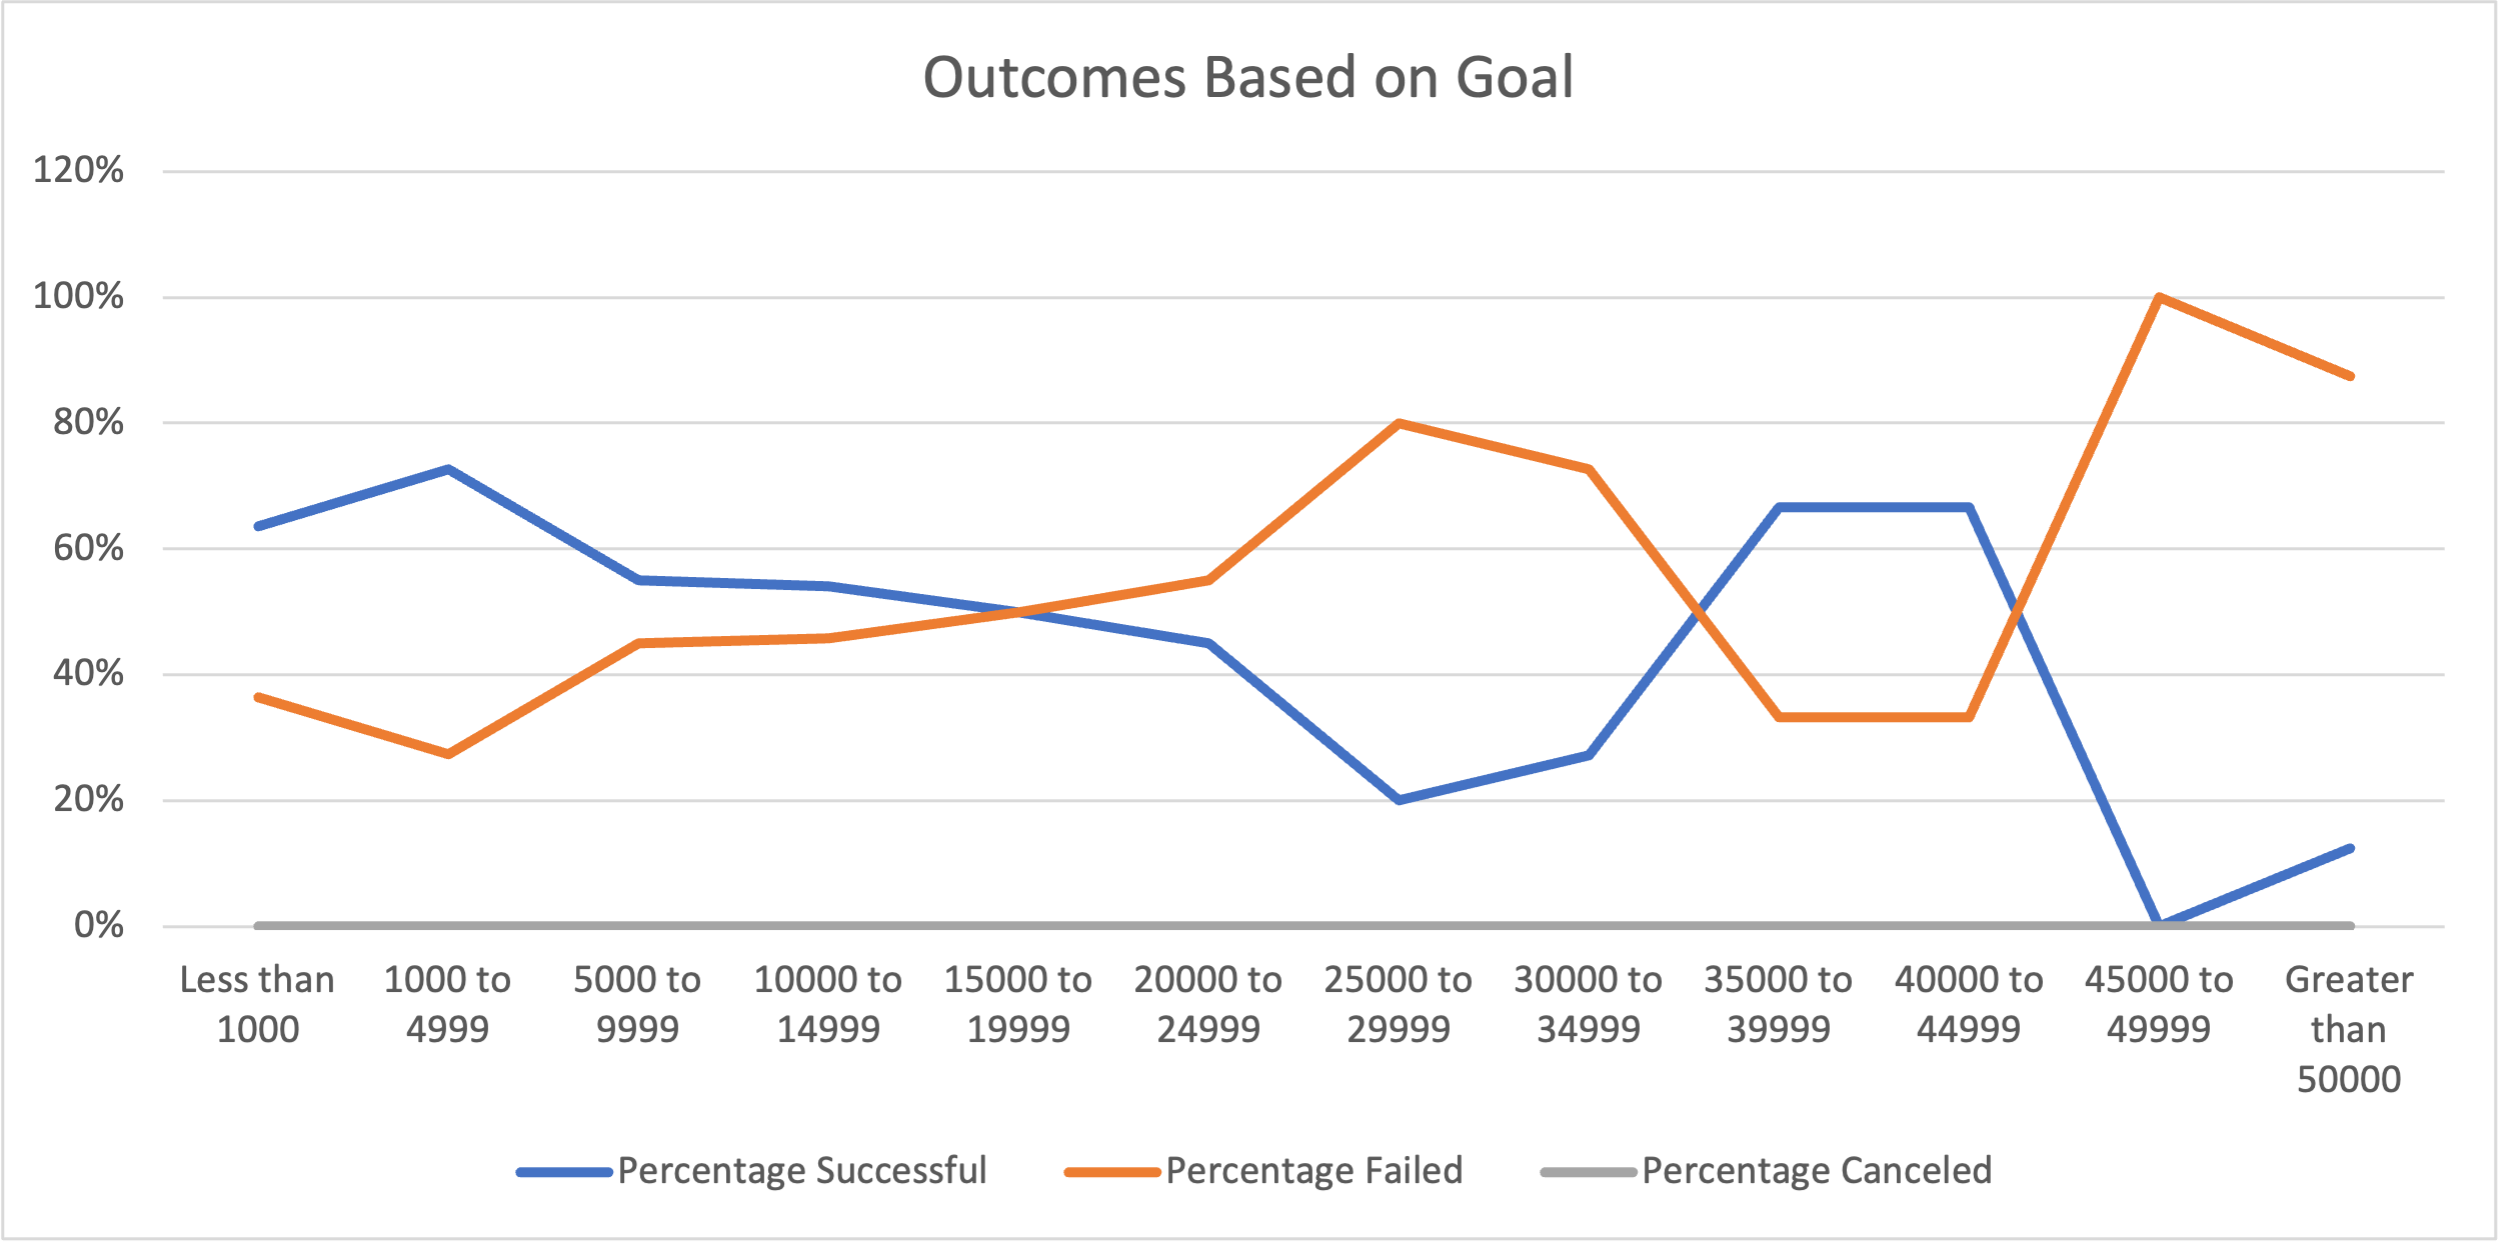 Outcomes Based on Goal
120%
100%
80%
60%
40%
20%
0%
Less than
1000
1000 to
4999
5000 to
9999
10000 to
14999
15000 to
19999
20000 to
24999
25000 to
29999
30000 to
34999
35000 to
39999
40000 to
44999
45000 to
49999
Greater
than
50000
Percentage Successful
Percentage Failed
Percentage Canceled